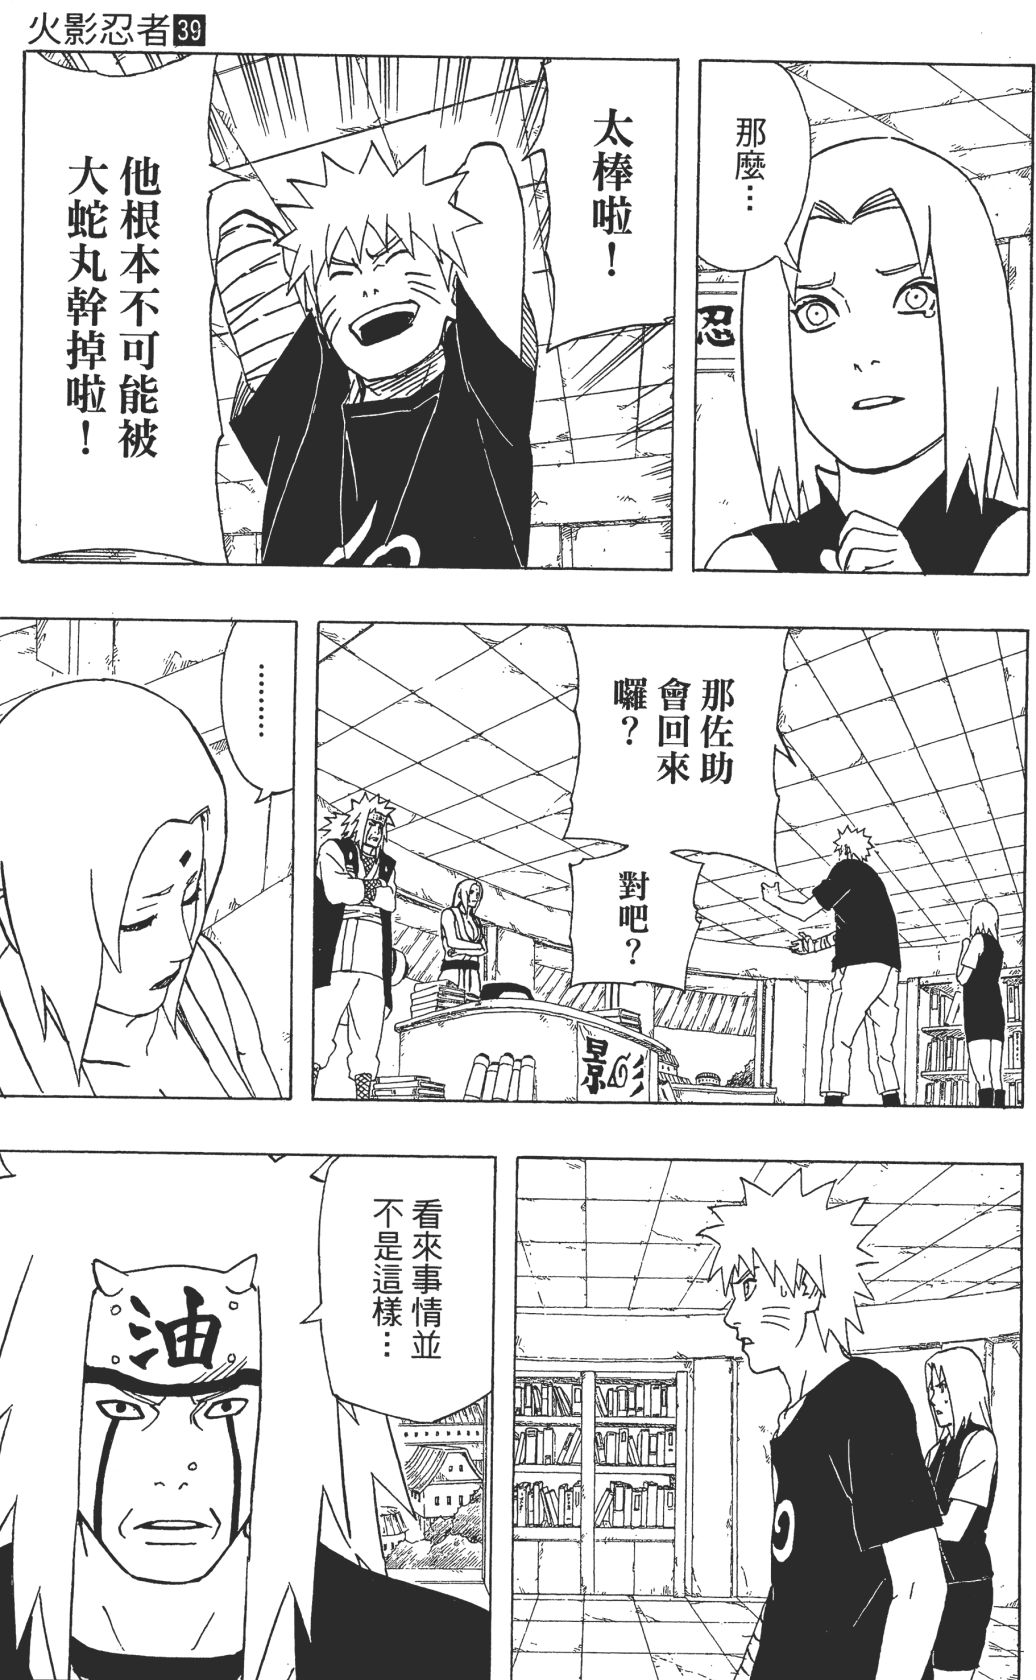 火影忍者39
那麼…
忍
太棒啦！
他根本不可能被
大蛇丸幹掉啦！
那佐助
會回來
囉？
對吧？
影
………
看來事情並
不是這樣…
油